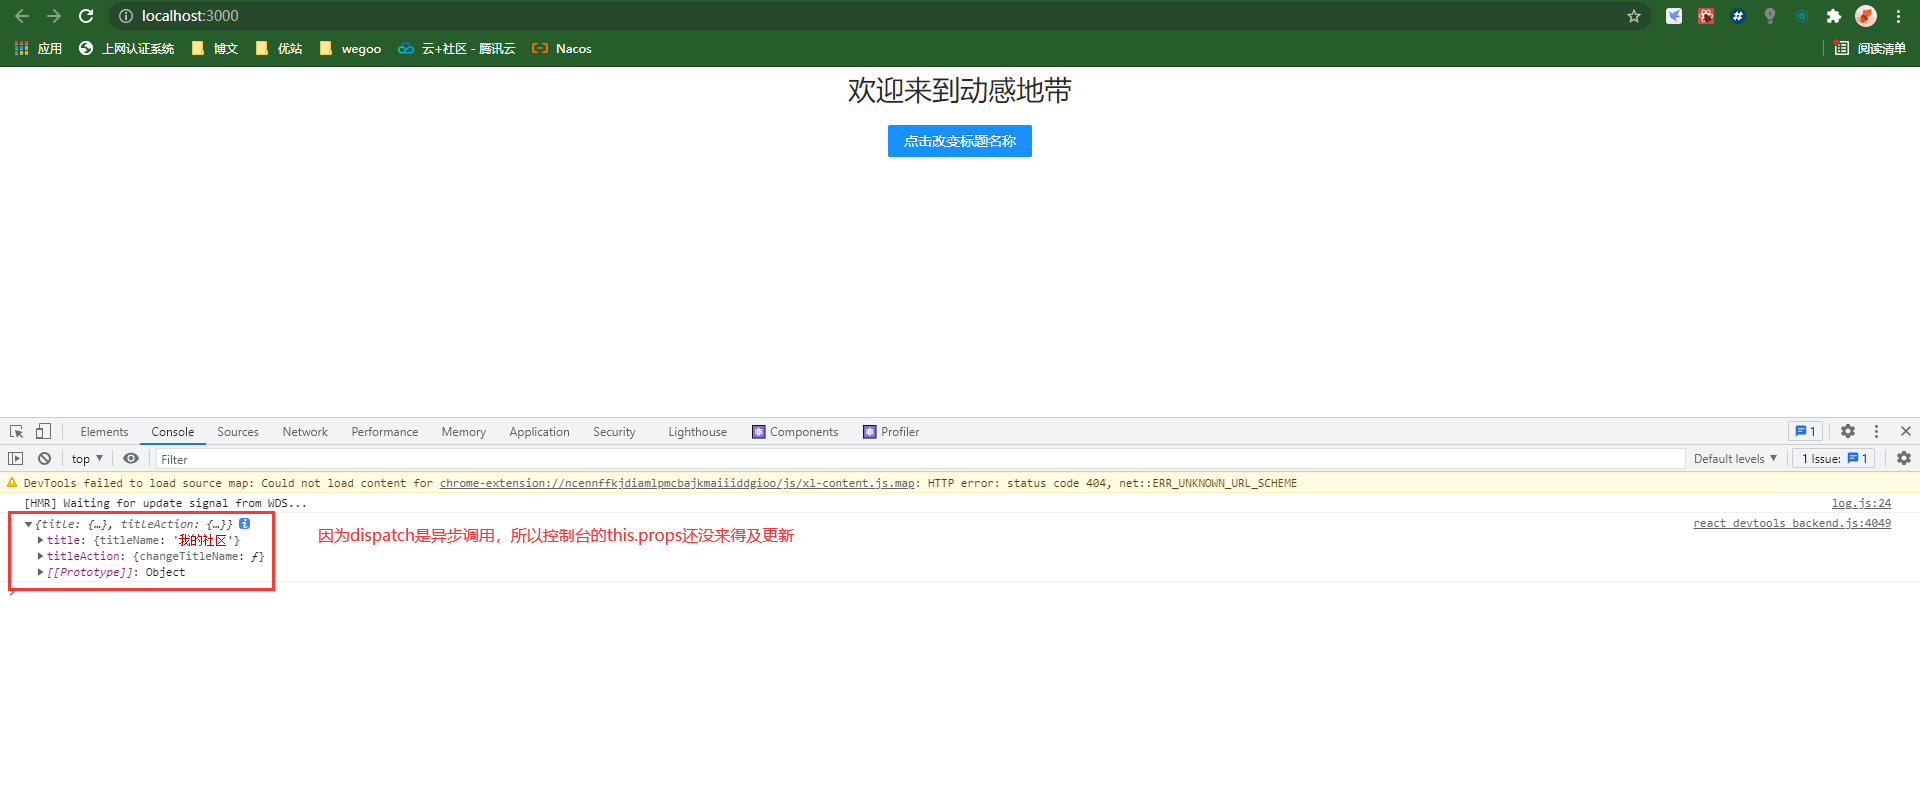 localhost:3000
应用 上网认证系统 博文 优站 wegoo 云+社区 - 腾讯云 Nacos 阅读清单
欢迎来到动感地带
点击改变标题名称
Elements Console Sources Network Performance Memory Application Security Lighthouse Components Profiler 1
top ▼ Filter Default levels ▼ 1 Issue: 1
DevTools failed to load source map: Could not load content for chrome-extension://ncennffkjdiamlpmcbajkmaiiiddgioo/js/xl-content.js.map: HTTP error: status code 404, net::ERR_UNKNOWN_URL_SCHEME
[HMR] Waiting for update signal from WDS... log.js:24
▼{title: {…}, titleAction: {…}} i react_devtools_backend.js:4049
▶title: {titleName: '我的社区'}
因为dispatch是异步调用，所以控制台的this.props还没来得及更新
▶titleAction: {changeTitleName: ƒ}
▶[[Prototype]]: Object